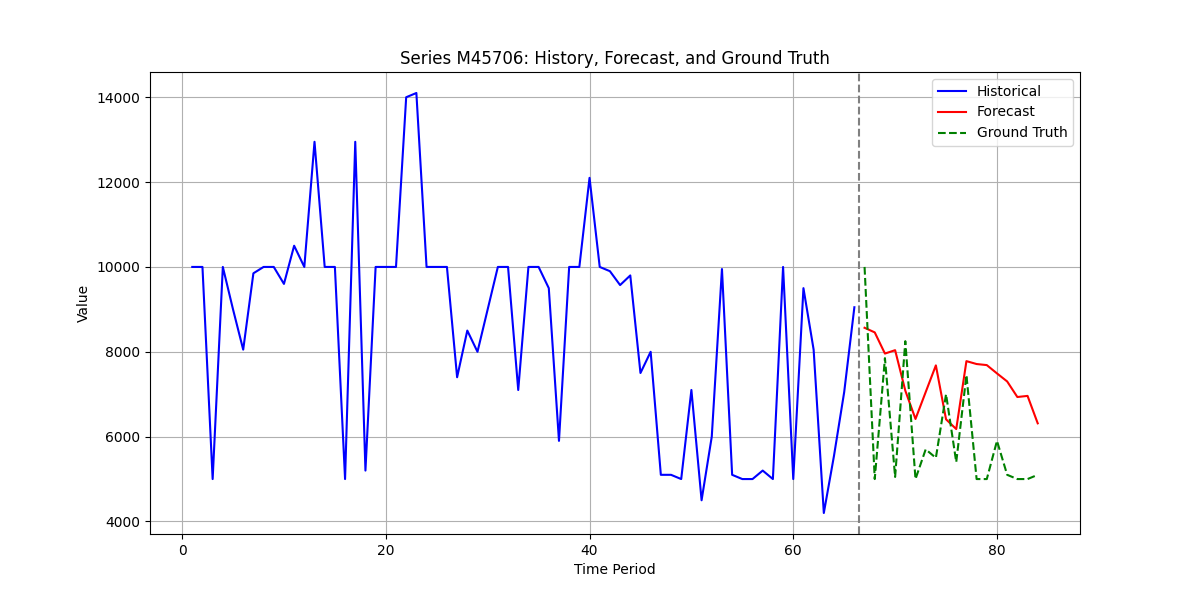 Series M45706: History, Forecast, and Ground Truth
Historical
Forecast
Ground Truth
14000
12000
10000
8000
6000
4000
Value
0
20
40
60
80
Time Period